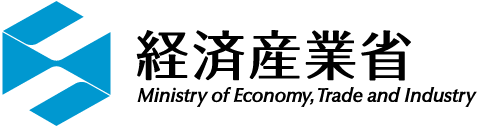 経済産業省
Ministry of Economy, Trade and Industry